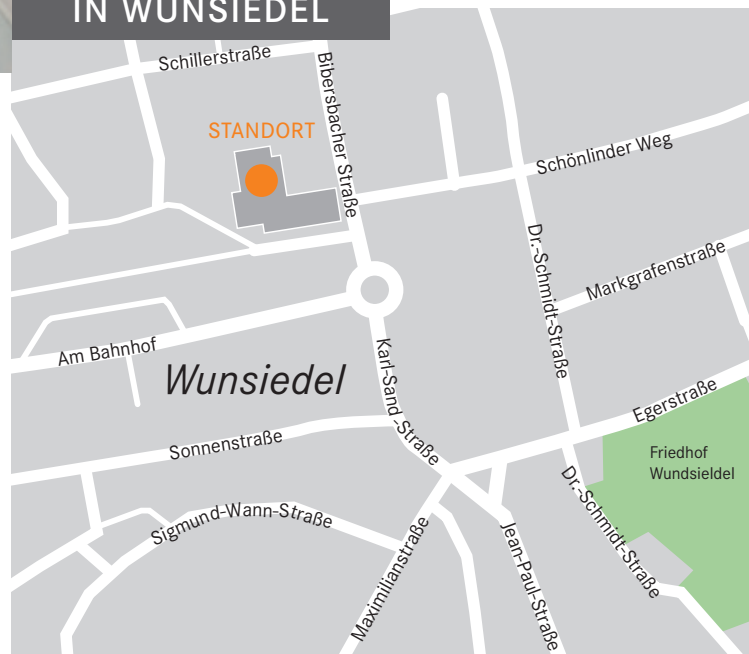 IN WUNSIEDEL
Schillerstraße
Bibersbacher Straße
STANDORT
Schönlinder Weg
Dr.-Schmidt-Straße
Markgrafenstraße
Am Bahnhof
Wunsiedel
Karl-Sand-Straße
Egerstraße
Sonnenstraße
Friedhof
Wundsieldel
Dr.-Schmidt-Straße
Sigmund-Wann-Straße
Maximilianstraße
Jean-Paul-Straße